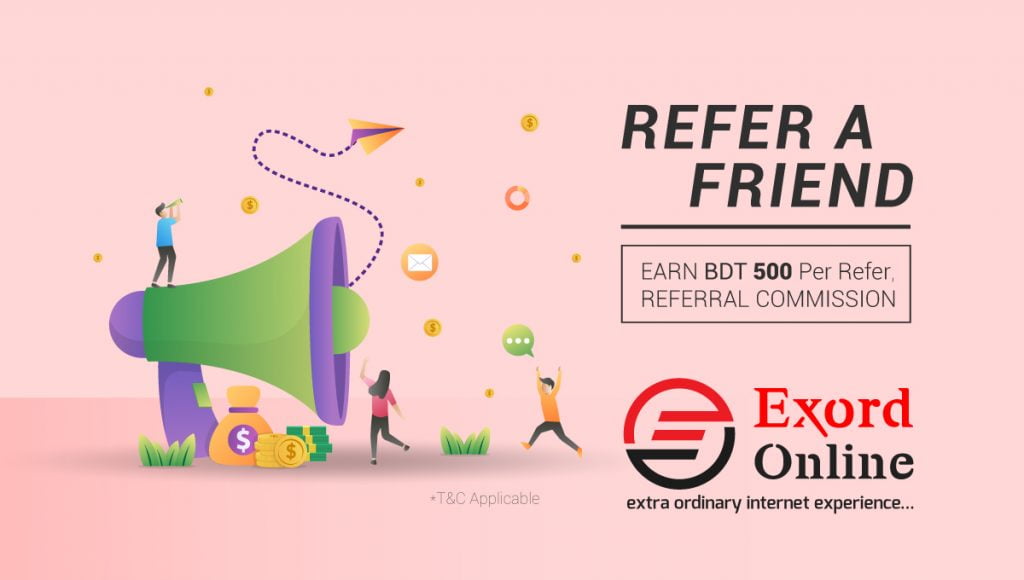 REFER A
FRIEND
EARN BDT 500 Per Refer,
REFERRAL COMMISSION
Exord
Online
extra ordinary internet experience...
*T&C Applicable